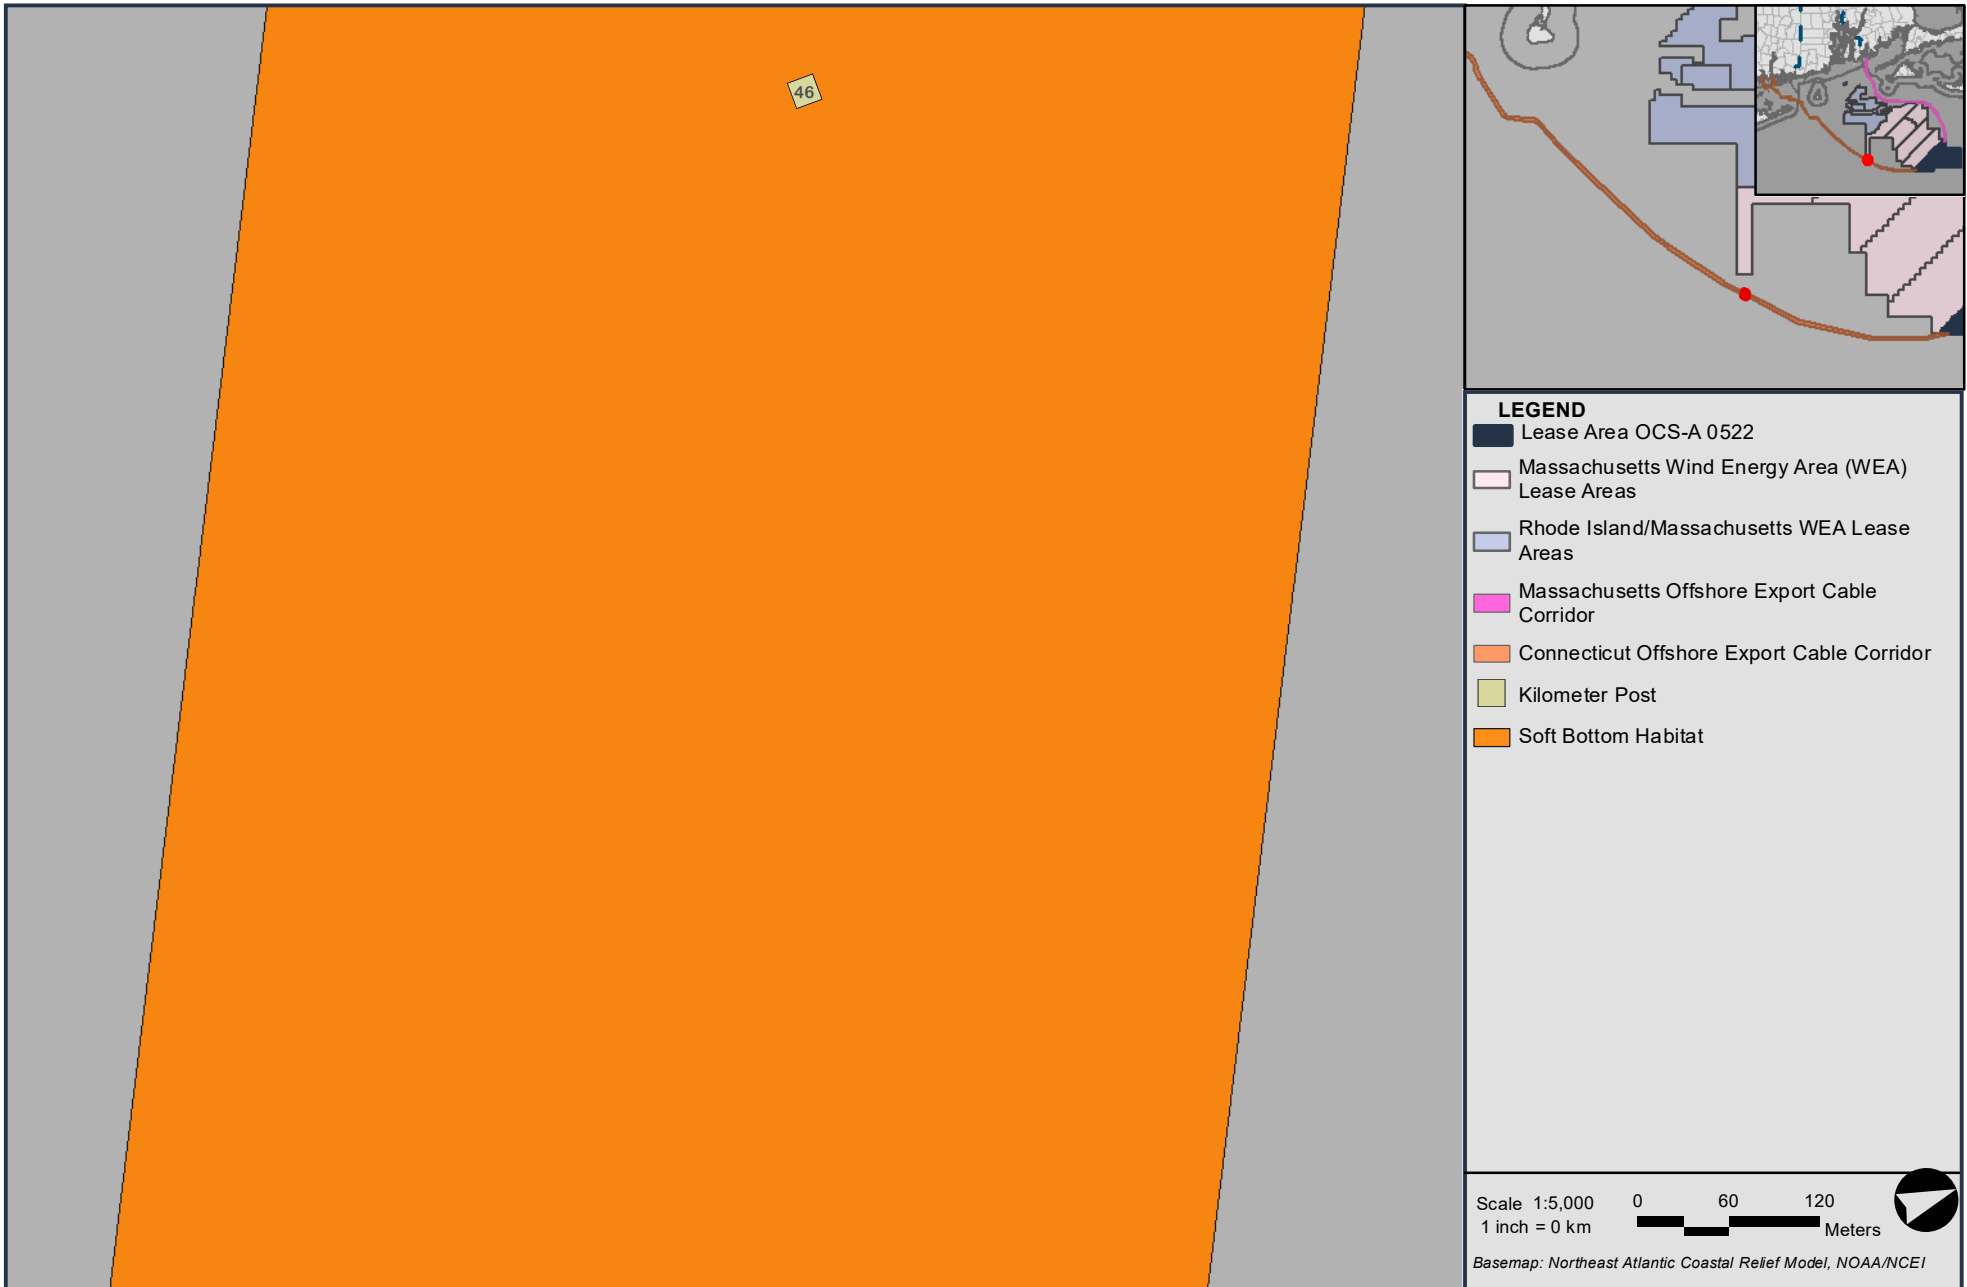 46
LEGEND
Lease Area OCS-A 0522
Massachusetts Wind Energy Area (WEA)
Lease Areas
Rhode Island/Massachusetts WEA Lease
Areas
Massachusetts Offshore Export Cable
Corridor
Connecticut Offshore Export Cable Corridor
Kilometer Post
Soft Bottom Habitat
Scale 1:5,000
1 inch = 0 km
0 60 120
Meters
Basemap: Northeast Atlantic Coastal Relief Model, NOAA/NCEI